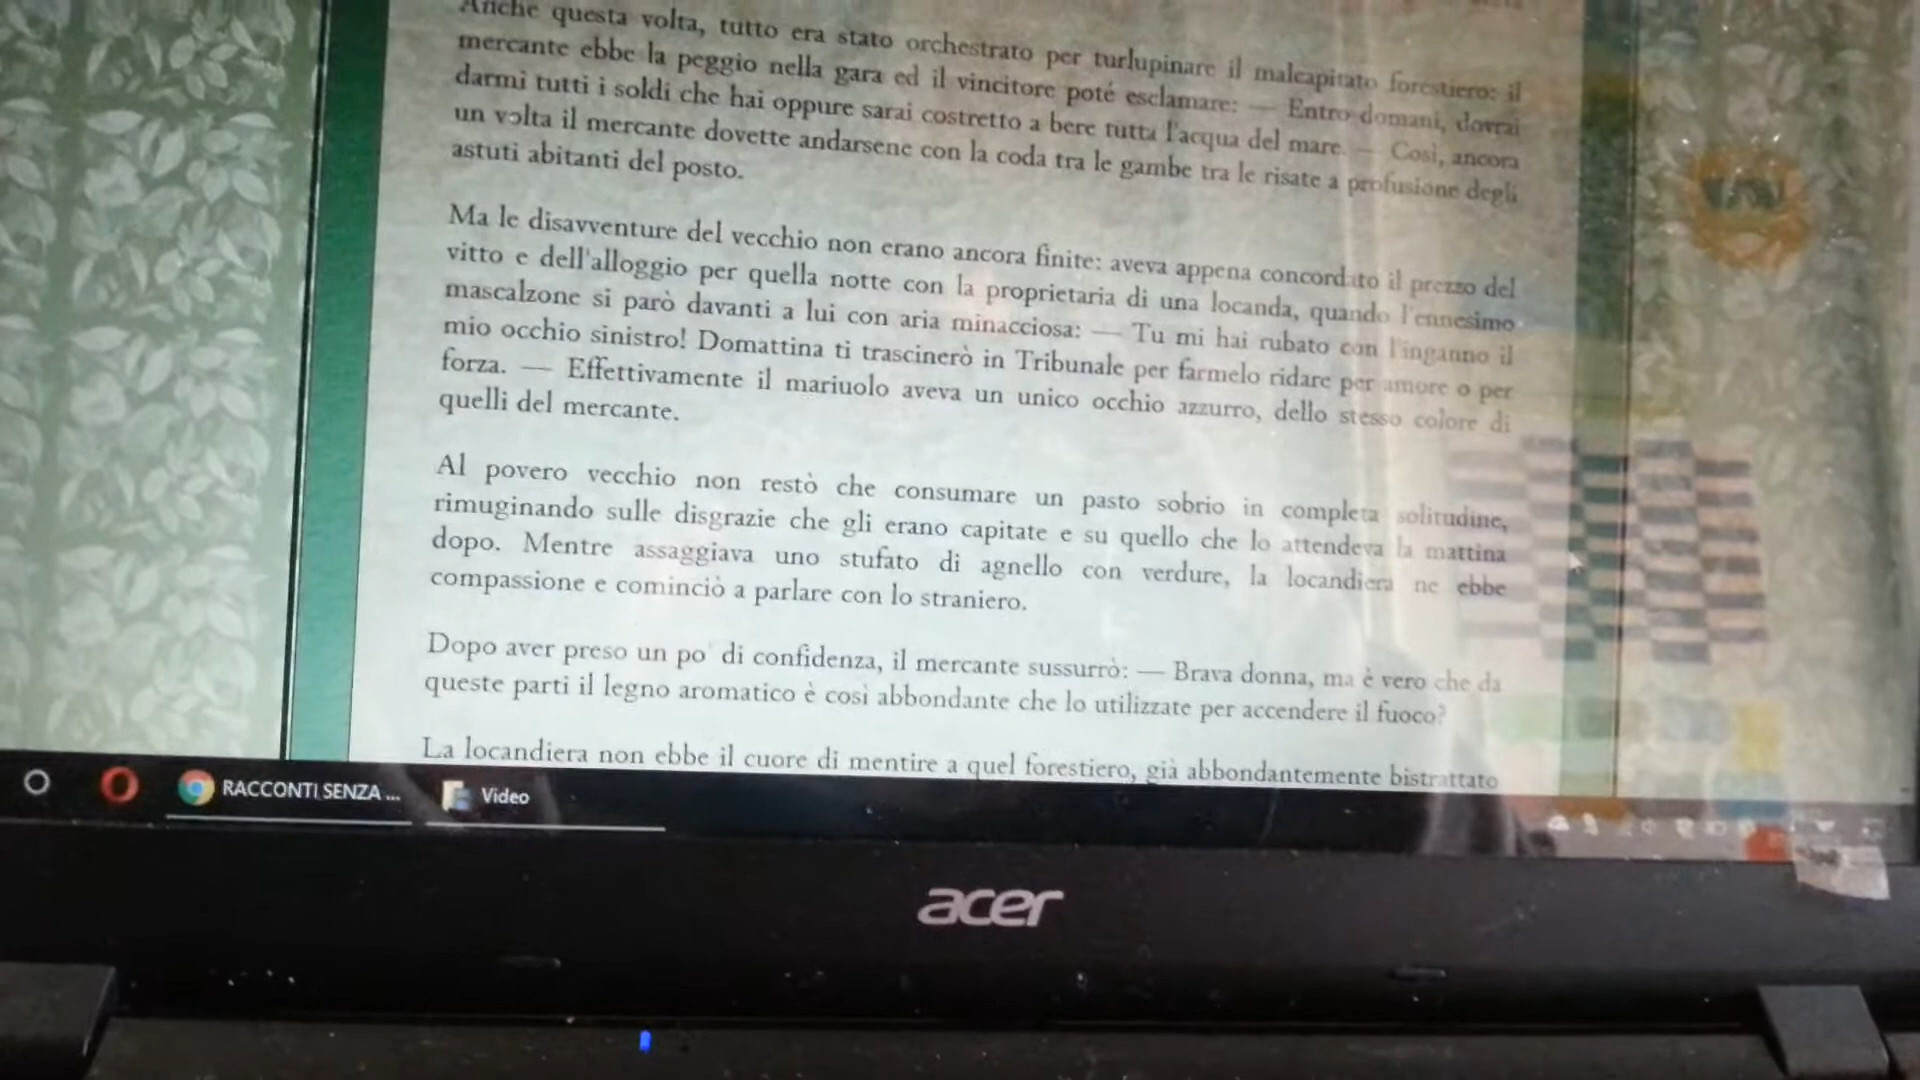 Anche questa volta, tutto era stato orchestrato per turlupinare il malcapitato forestiero: il
mercante ebbe la peggio nella gara ed il vincitore poté esclamare: — Entro domani, dovrai
darmi tutti i soldi che hai oppure sarai costretto a bere tutta l'acqua del mare. — Così, ancora
un volta il mercante dovette andarsene con la coda tra le gambe tra le risate a profusione degli
astuti abitanti del posto.
Ma le disavventure del vecchio non erano ancora finite: aveva appena concordato il prezzo del
vitto e dell'alloggio per quella notte con la proprietaria di una locanda, quando l'ennesimo
mascalzone si parò davanti a lui con aria minacciosa: — Tu mi hai rubato con l'inganno il
mio occhio sinistro! Domattina ti trascinerò in Tribunale per farmelo ridare per amore o per
forza. — Effettivamente il mariuolo aveva un unico occhio azzurro, dello stesso colore di
quelli del mercante.
Al povero vecchio non restò che consumare un pasto sobrio in completa solitudine,
rimuginando sulle disgrazie che gli erano capitate e su quello che lo attendeva la mattina
dopo. Mentre assaggiava uno stufato di agnello con verdure, la locandiera ne ebbe
compassione e cominciò a parlare con lo straniero.
Dopo aver preso un po' di confidenza, il mercante sussurrò: — Brava donna, ma è vero che da
queste parti il legno aromatico è così abbondante che lo utilizzate per accendere il fuoco?
La locandiera non ebbe il cuore di mentire a quel forestiero, già abbondantemente bistrattato
RACCONTI SENZA ...
Video
acer